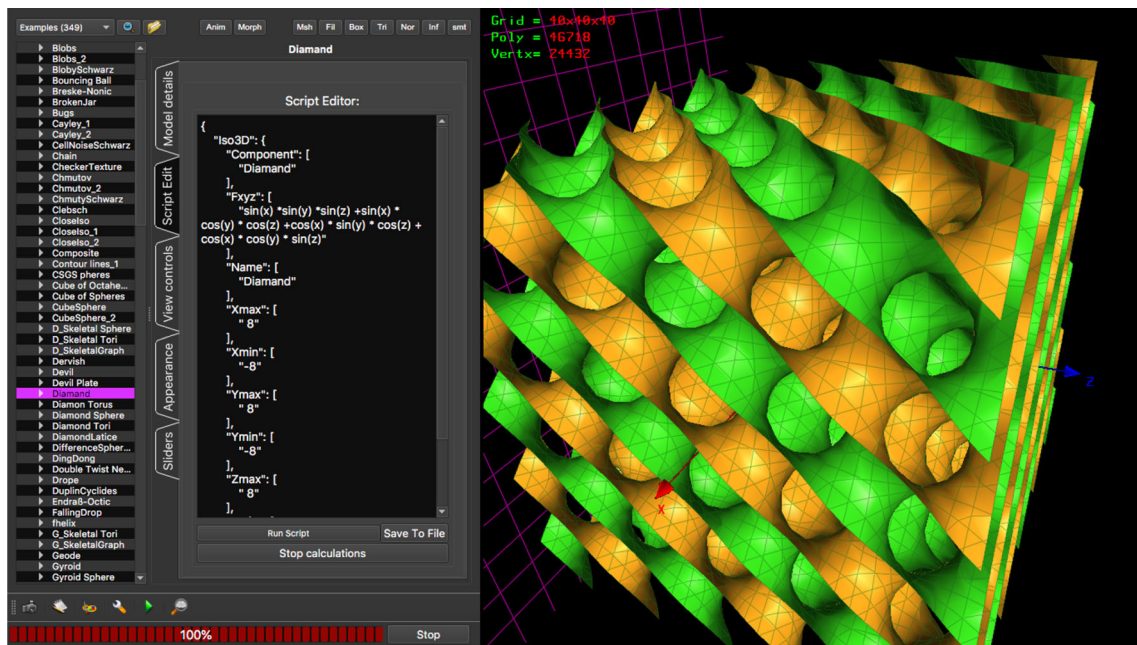 Examples (349)
Anim Morph Msh Fil Box Tri Nor Inf smt
Blobs
Blobs_2
BlobySchwarz
Bouncing Ball
Breske-Nonic
BrokenJar
Bugs
Cayley_1
Cayley_2
CellNoiseSchwarz
Chain
CheckerTexture
Chmutov
Chmutov_2
ChmutySchwarz
Clebsch
CloseIso
CloseIso_1
CloseIso_2
Composite
Contour lines_1
CSGS pheres
Cube of Octahe...
Cube of Spheres
CubeSphere
CubeSphere_2
D_Skeletal Sphere
D_Skeletal Tori
D_SkeletalGraph
Dervish
Devil
Devil Plate
Diamand
Diamon Torus
Diamond Sphere
Diamond Tori
DiamondLatice
DifferenceSpher...
DingDong
Double Twist Ne...
Drope
DuplinCyclides
Endraß-Octic
FallingDrop
fhelix
G_Skeletal Tori
G_SkeletalGraph
Geode
Gyroid
Gyroid Sphere
Diamand
Model details
Script Edit
View controls
Appearance
Sliders
Script Editor:
{
"Iso3D": {
"Component": [
"Diamand"
],
"Fxyz": [
"sin(x) *sin(y) *sin(z) +sin(x) *
cos(y) * cos(z) +cos(x) * sin(y) * cos(z) +
cos(x) * cos(y) * sin(z)"
],
"Name": [
"Diamand"
],
"Xmax": [
" 8"
],
"Xmin": [
"-8"
],
"Ymax": [
" 8"
],
"Ymin": [
"-8"
],
"Zmax": [
" 8"
],
Run Script Save To File
Stop calculations
100% Stop
Grid = 40x40x40
Poly = 46718
Vertx= 24432
Z
X